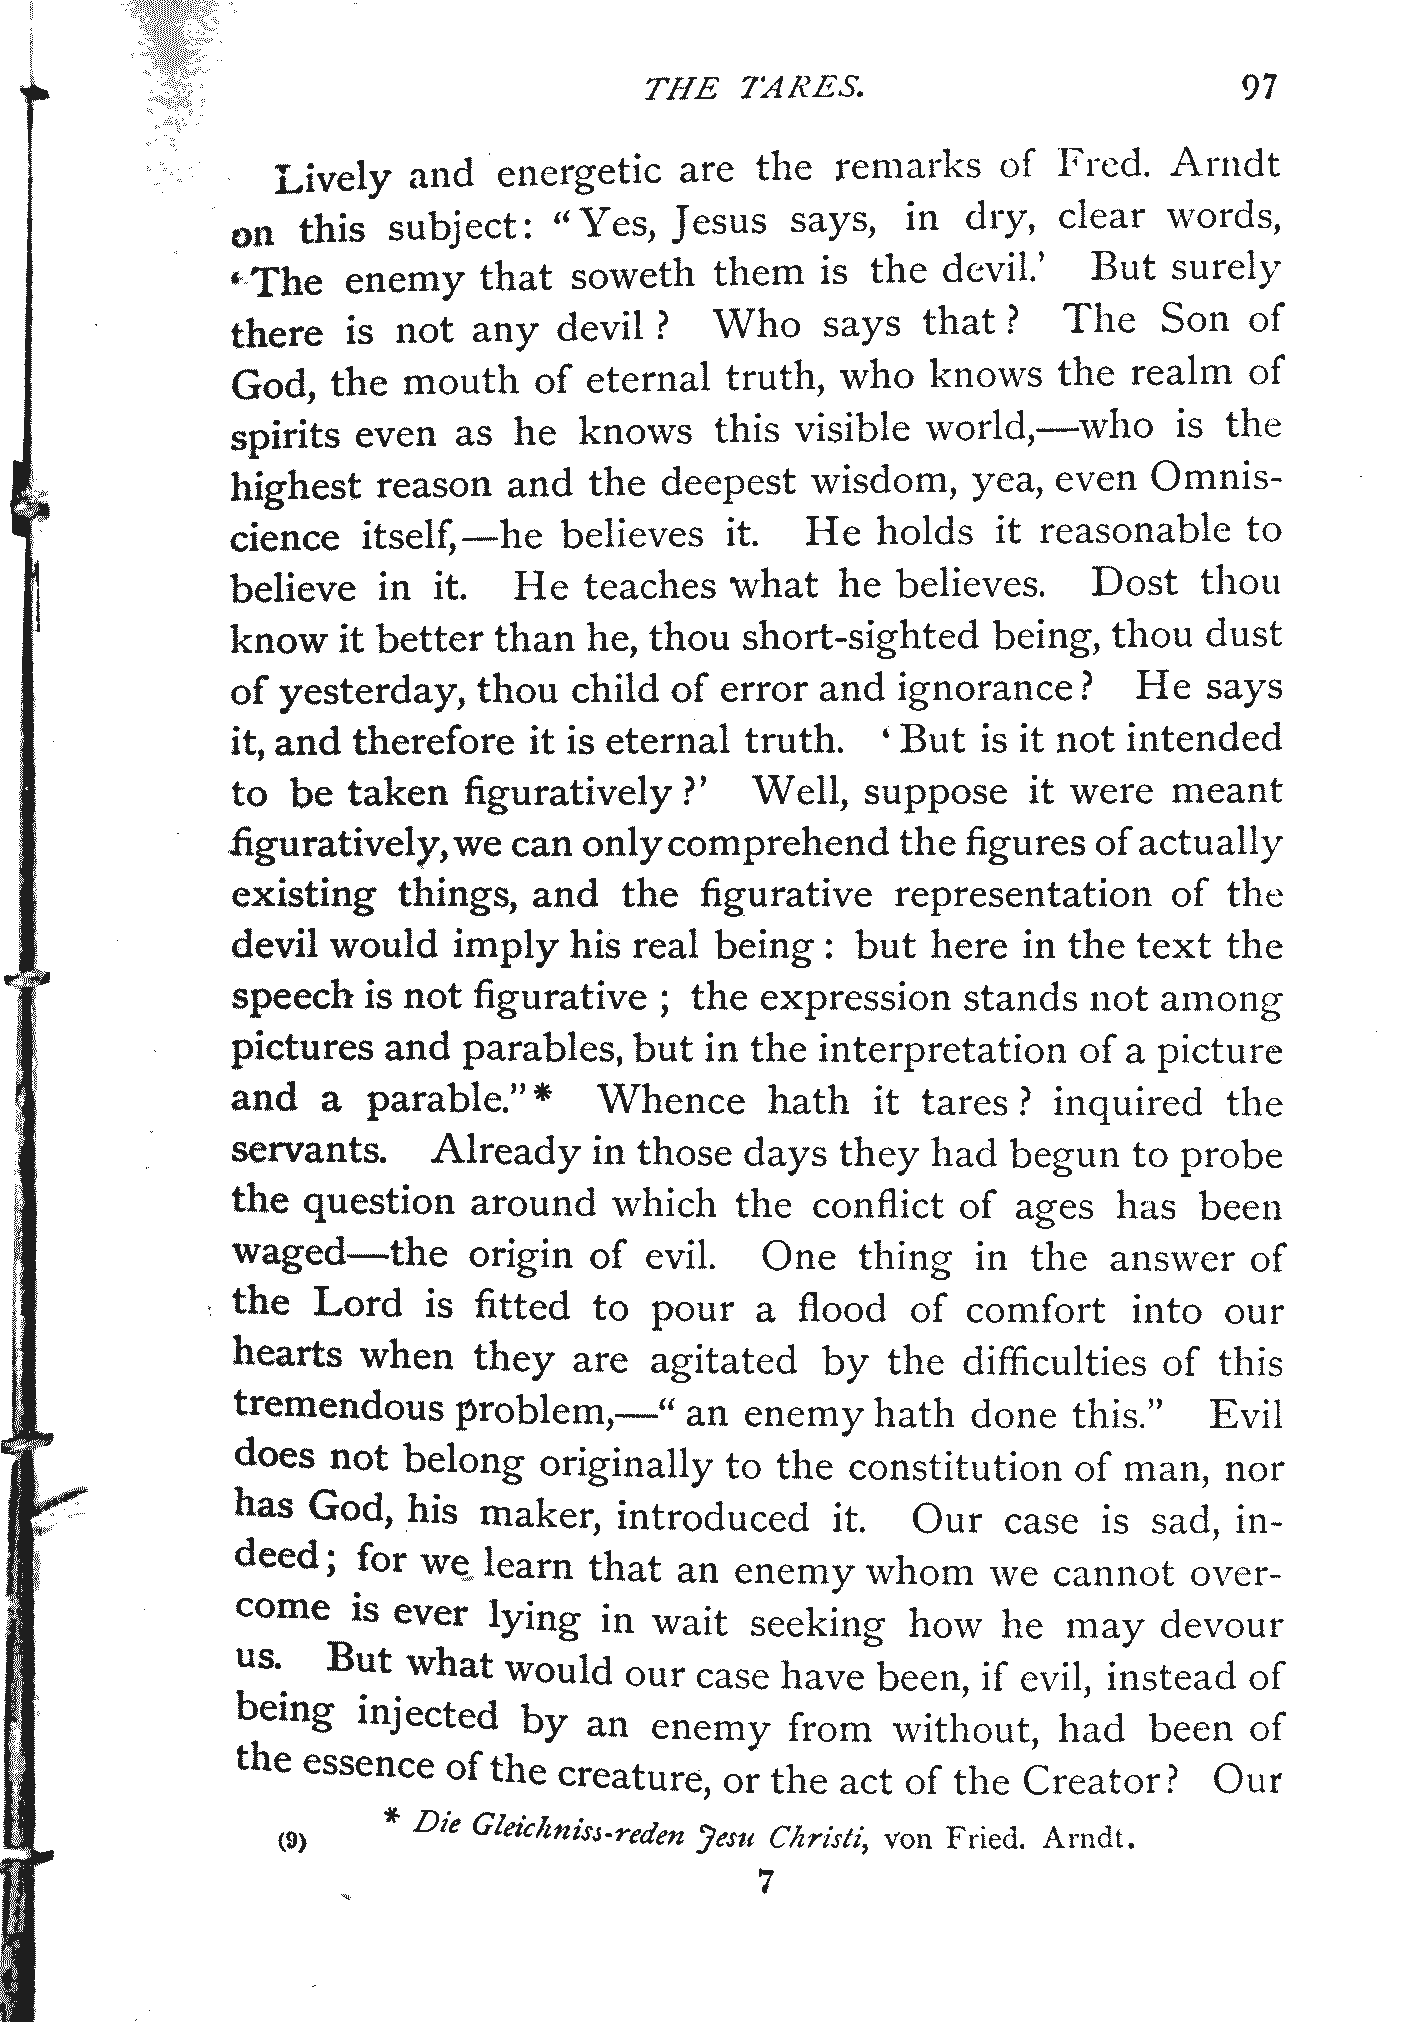 THE TARES. 97
Lively and energetic are the remarks of Fred. Arndt
on this subject: “Yes, Jesus says, in dry, clear words,
‘The enemy that soweth them is the devil.’ But surely
there is not any devil? Who says that? The Son of
God, the mouth of eternal truth, who knows the realm of
spirits even as he knows this visible world,—who is the
highest reason and the deepest wisdom, yea, even Omnis-
cience itself,—he believes it. He holds it reasonable to
believe in it. He teaches what he believes. Dost thou
know it better than he, thou short-sighted being, thou dust
of yesterday, thou child of error and ignorance? He says
it, and therefore it is eternal truth. ‘But is it not intended
to be taken figuratively?’ Well, suppose it were meant
figuratively, we can only comprehend the figures of actually
existing things, and the figurative representation of the
devil would imply his real being: but here in the text the
speech is not figurative; the expression stands not among
pictures and parables, but in the interpretation of a picture
and a parable.”* Whence hath it tares? inquired the
servants. Already in those days they had begun to probe
the question around which the conflict of ages has been
waged—the origin of evil. One thing in the answer of
the Lord is fitted to pour a flood of comfort into our
hearts when they are agitated by the difficulties of this
tremendous problem,—“an enemy hath done this.” Evil
does not belong originally to the constitution of man, nor
has God, his maker, introduced it. Our case is sad, in-
deed; for we learn that an enemy whom we cannot over-
come is ever lying in wait seeking how he may devour
us. But what would our case have been, if evil, instead of
being injected by an enemy from without, had been of
the essence of the creature, or the act of the Creator? Our
* Die Gleichniss-reden Jesu Christi, von Fried. Arndt.
(9)
7